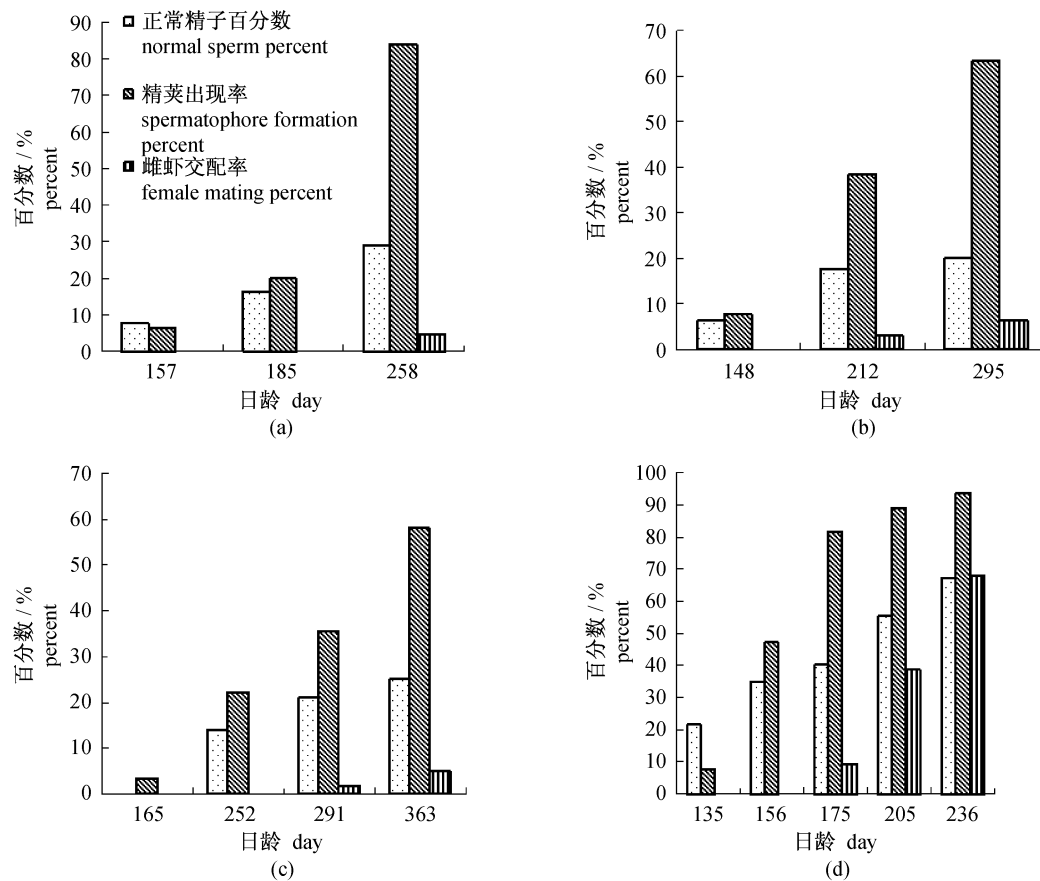 90
80
70
60
50
40
30
20
10
0
正常精子百分数
normal sperm percent
精荚出现率
spermatophore formation
percent
雌虾交配率
female mating percent
百分数 / %
percent
157 185 258
日龄 day
(a)
70
60
50
40
30
20
10
0
百分数 / %
percent
148 212 295
日龄 day
(b)
70
60
50
40
30
20
10
0
百分数 / %
percent
165 252 291 363
日龄 day
(c)
100
90
80
70
60
50
40
30
20
10
0
百分数 / %
percent
135 156 175 205 236
日龄 day
(d)